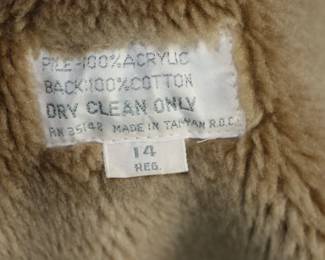 PILE-100% ACRYLIC
BACK:100% COTTON
DRY CLEAN ONLY
RN 35142 MADE IN TAIWAN R.O.C.
14
REG.